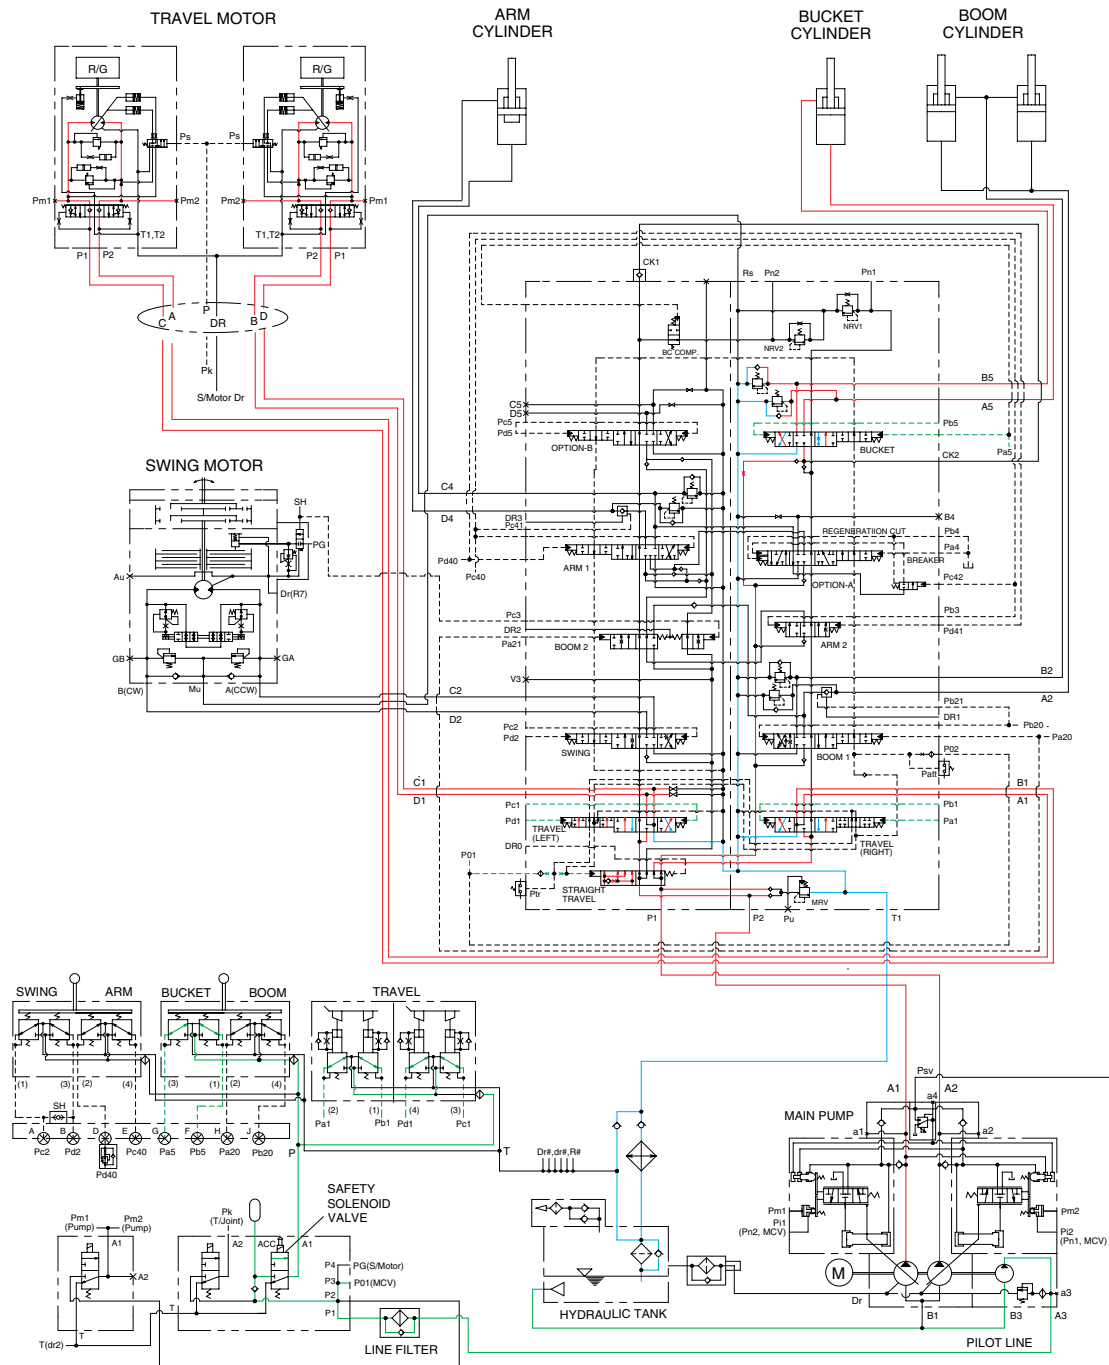 TRAVEL MOTOR
ARM
CYLINDER
BUCKET
CYLINDER
BOOM
CYLINDER
R/G
R/G
Ps
Ps
Pm1
Pm2
Pm2
Pm1
T1,T2
T1,T2
P1
P2
P2
P1
C
A
P
DR
B
D
Pk
S/Motor Dr
CK1
Rs
Pn2
Pn1
NRV1
NRV2
BC COMP.
B5
A5
C5
D5
Pc5
Pd5
OPTION-B
Pb5
BUCKET
Pa5
CK2
SWING MOTOR
SH
PG
Au
Dr(R7)
GB
GA
B(CW)
Mu
A(CCW)
C4
D4
DR3
Pc41
Pd40
Pc40
ARM 1
B4
REGENERATIION CUT
Pb4
Pa4
BREAKER
OPTION-A
Pc42
Pb3
Pd41
ARM 2
Pc3
DR2
Pa21
BOOM 2
V3
B2
A2
Pb21
DR1
C2
D2
Pc2
Pd2
SWING
Pb20
Pa20
BOOM 1
P02
Patt
C1
D1
B1
A1
Pc1
Pd1
TRAVEL
(LEFT)
Pb1
Pa1
TRAVEL
(RIGHT)
DR0
P01
Ptr
STRAIGHT
TRAVEL
MRV
P1
P2
Pu
T1
SWING
ARM
BUCKET
BOOM
TRAVEL
(1)
(3)
(2)
(4)
(3)
(1)
(2)
(4)
(2)
(1)
(4)
(3)
Pa1
Pb1
Pd1
Pc1
SH
A
B
D
E
G
F
H
J
Pc2
Pd2
Pd40
Pc40
Pa5
Pb5
Pa20
Pb20
P
T
Dr#,dr#,R#
SAFETY
SOLENOID
VALVE
Pm1
(Pump)
Pm2
(Pump)
A1
A2
T
T(dr2)
Pk
(T/Joint)
A2
ACC
A1
T
P4
PG(S/Motor)
P3
P01(MCV)
P2
P1
LINE FILTER
HYDRAULIC TANK
Psv
A1
A2
a4
MAIN PUMP
a1
a2
Pm1
Pi1
(Pn2, MCV)
Pm2
Pi2
(Pn1, MCV)
M
Dr
a3
B1
B3
A3
PILOT LINE